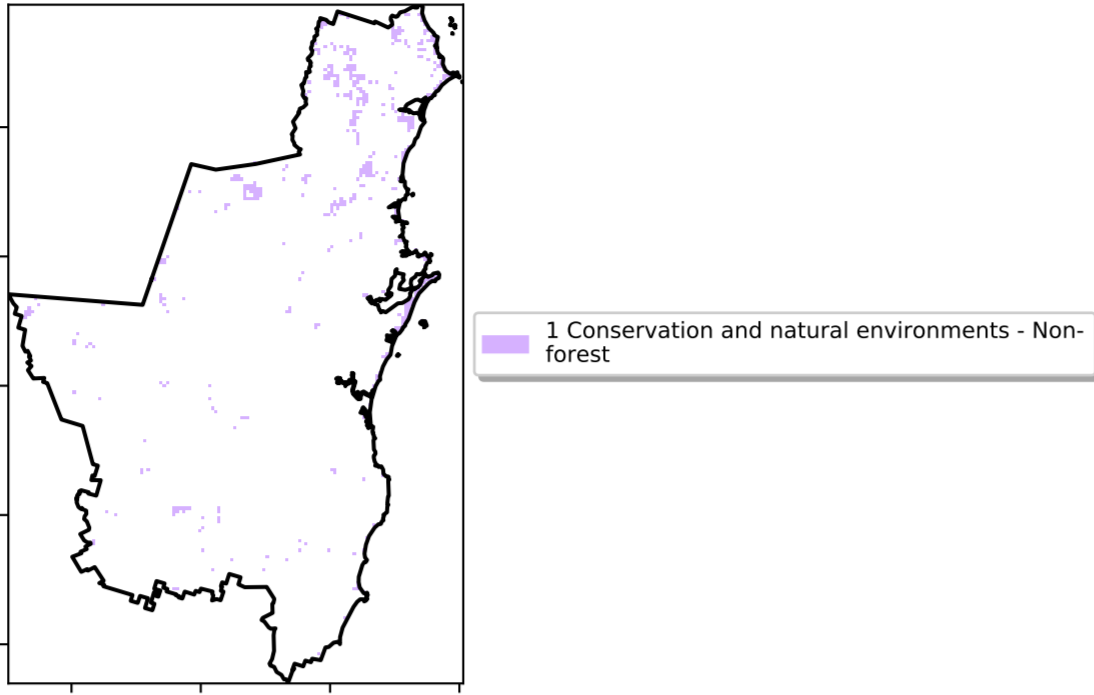 1 Conservation and natural environments - Non-
forest